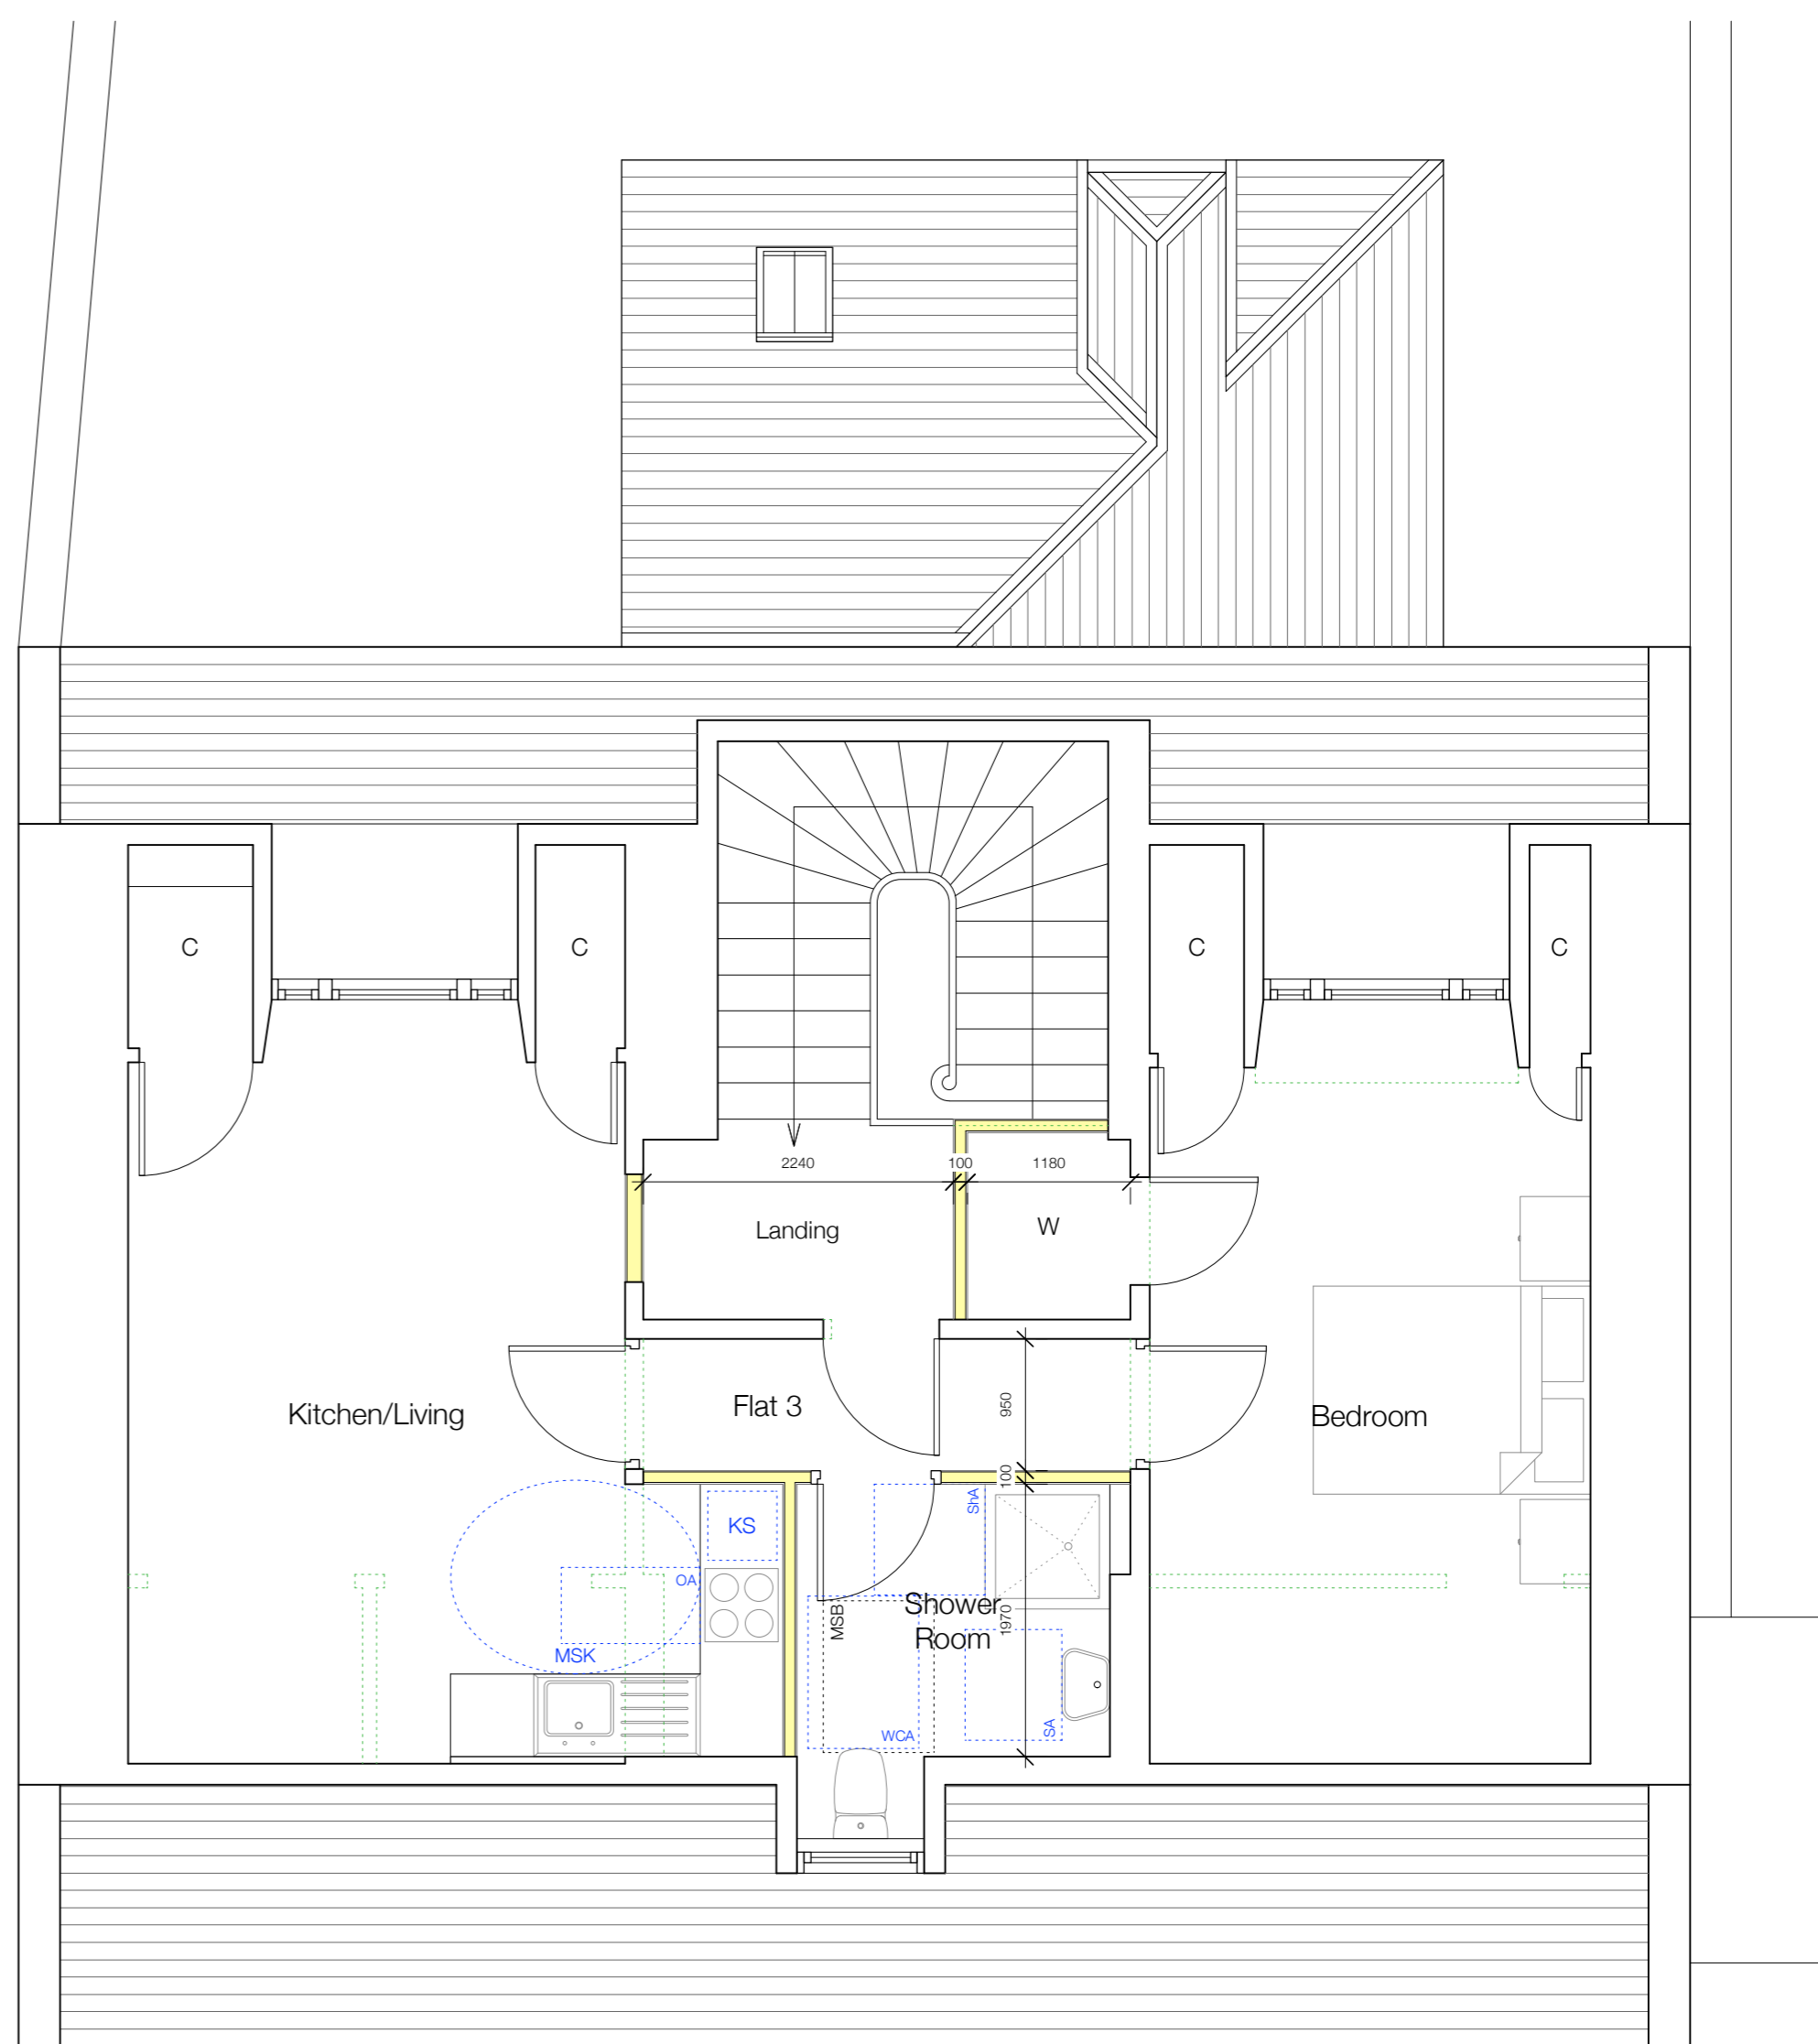 C
C
C
C
2240
100
1180
Landing
W
Kitchen/Living
Flat 3
950
Bedroom
100
KS
ShA
OA
MSB
Shower
Room
1970
MSK
WCA
SA